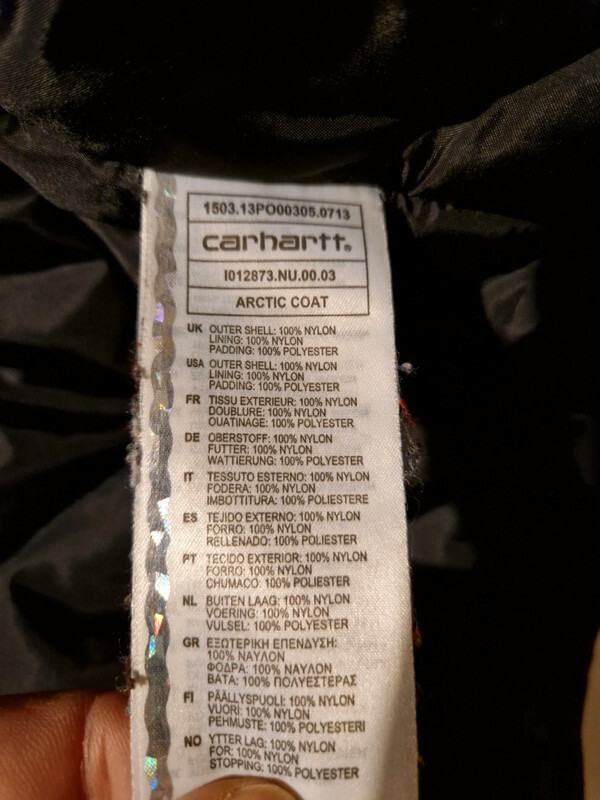 1503.13PO00305.0713
carhartt®
I012873.NU.00.03
ARCTIC COAT
UK OUTER SHELL: 100% NYLON
LINING: 100% NYLON
PADDING: 100% POLYESTER
USA OUTER SHELL: 100% NYLON
LINING: 100% NYLON
PADDING: 100% POLYESTER
FR TISSU EXTERIEUR: 100% NYLON
DOUBLURE: 100% NYLON
OUATINAGE: 100% POLYESTER
DE OBERSTOFF: 100% NYLON
FUTTER: 100% NYLON
WATTIERUNG: 100% POLYESTER
IT TESSUTO ESTERNO: 100% NYLON
FODERA: 100% NYLON
IMBOTTITURA: 100% POLIESTERE
ES TEJIDO EXTERNO: 100% NYLON
FORRO: 100% NYLON
RELLENADO: 100% POLIESTER
PT TECIDO EXTERIOR: 100% NYLON
FORRO: 100% NYLON
CHUMACO: 100% POLIESTER
NL BUITEN LAAG: 100% NYLON
VOERING: 100% NYLON
VULSEL: 100% POLYESTER
GR ΕΞΩΤΕΡΙΚΗ ΕΠΕΝΔΥΣΗ:
100% ΝΑΥΛΟΝ
ΦΟΔΡΑ: 100% ΝΑΥΛΟΝ
ΒΑΤΑ: 100% ΠΟΛΥΕΣΤΕΡΑΣ
FI PÄÄLLYSPUOLI: 100% NYLON
VUORI: 100% NYLON
PEHMUSTE: 100% POLYESTERI
NO YTTER LAG: 100% NYLON
FOR: 100% NYLON
STOPPING: 100% POLYESTER